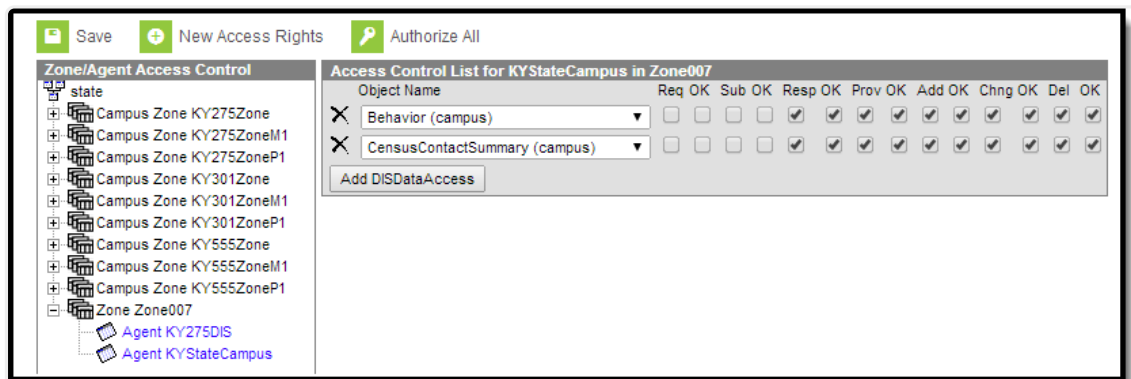 Save New Access Rights Authorize All
Zone/Agent Access Control
state
Campus Zone KY275Zone
Campus Zone KY275ZoneM1
Campus Zone KY275ZoneP1
Campus Zone KY301Zone
Campus Zone KY301ZoneM1
Campus Zone KY301ZoneP1
Campus Zone KY555Zone
Campus Zone KY555ZoneM1
Campus Zone KY555ZoneP1
Zone Zone007
Agent KY275DIS
Agent KYStateCampus
Access Control List for KYStateCampus in Zone007
Object Name Req OK Sub OK Resp OK Prov OK Add OK Chng OK Del OK
Behavior (campus)
CensusContactSummary (campus)
Add DISDataAccess